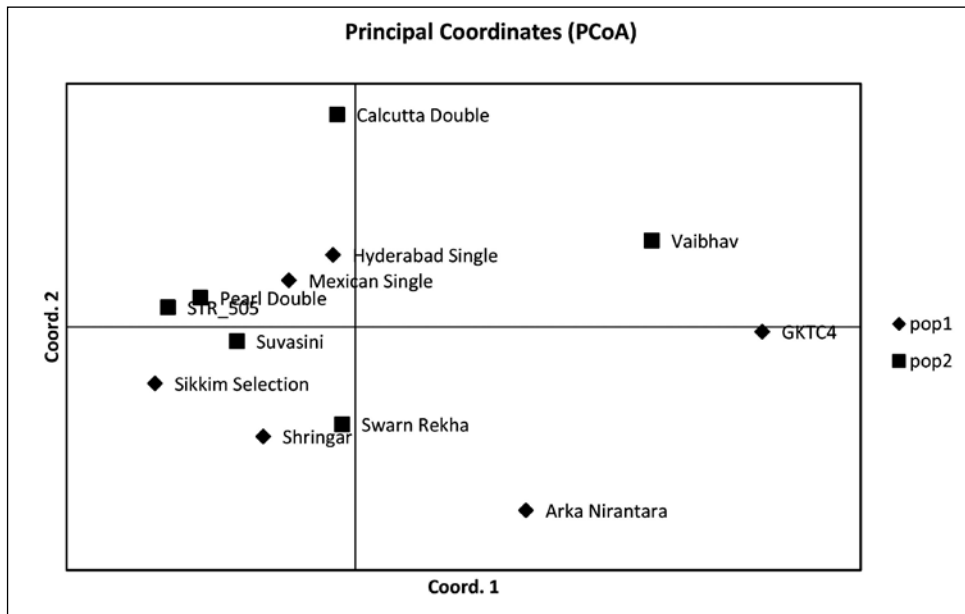 Principal Coordinates (PCoA)
Calcutta Double
Vaibhav
Hyderabad Single
Mexican Single
Pearl Double
STR_505
Coord. 2
GKTC4
pop1
Suvasini
pop2
Sikkim Selection
Swarn Rekha
Shringar
Arka Nirantara
Coord. 1